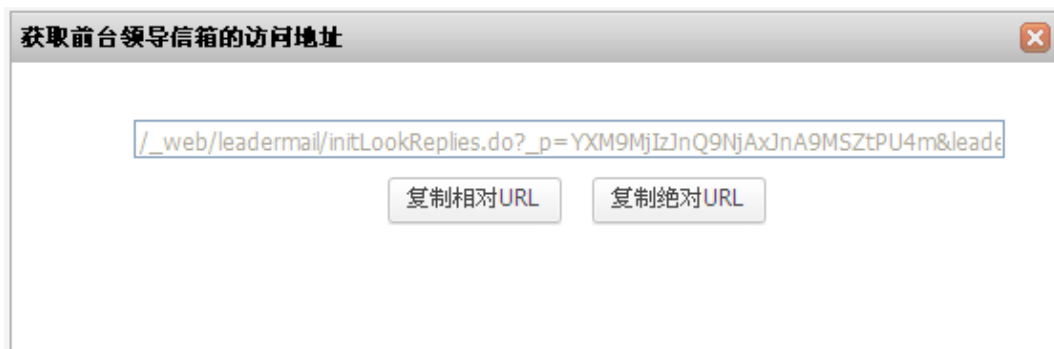 获取前台领导信箱的访问地址
/_web/leadermail/initLookReplies.do?_p=YXM9MjIzJnQ9NjAxJnA9MSZtPU4m&leade
复制相对URL 复制绝对URL